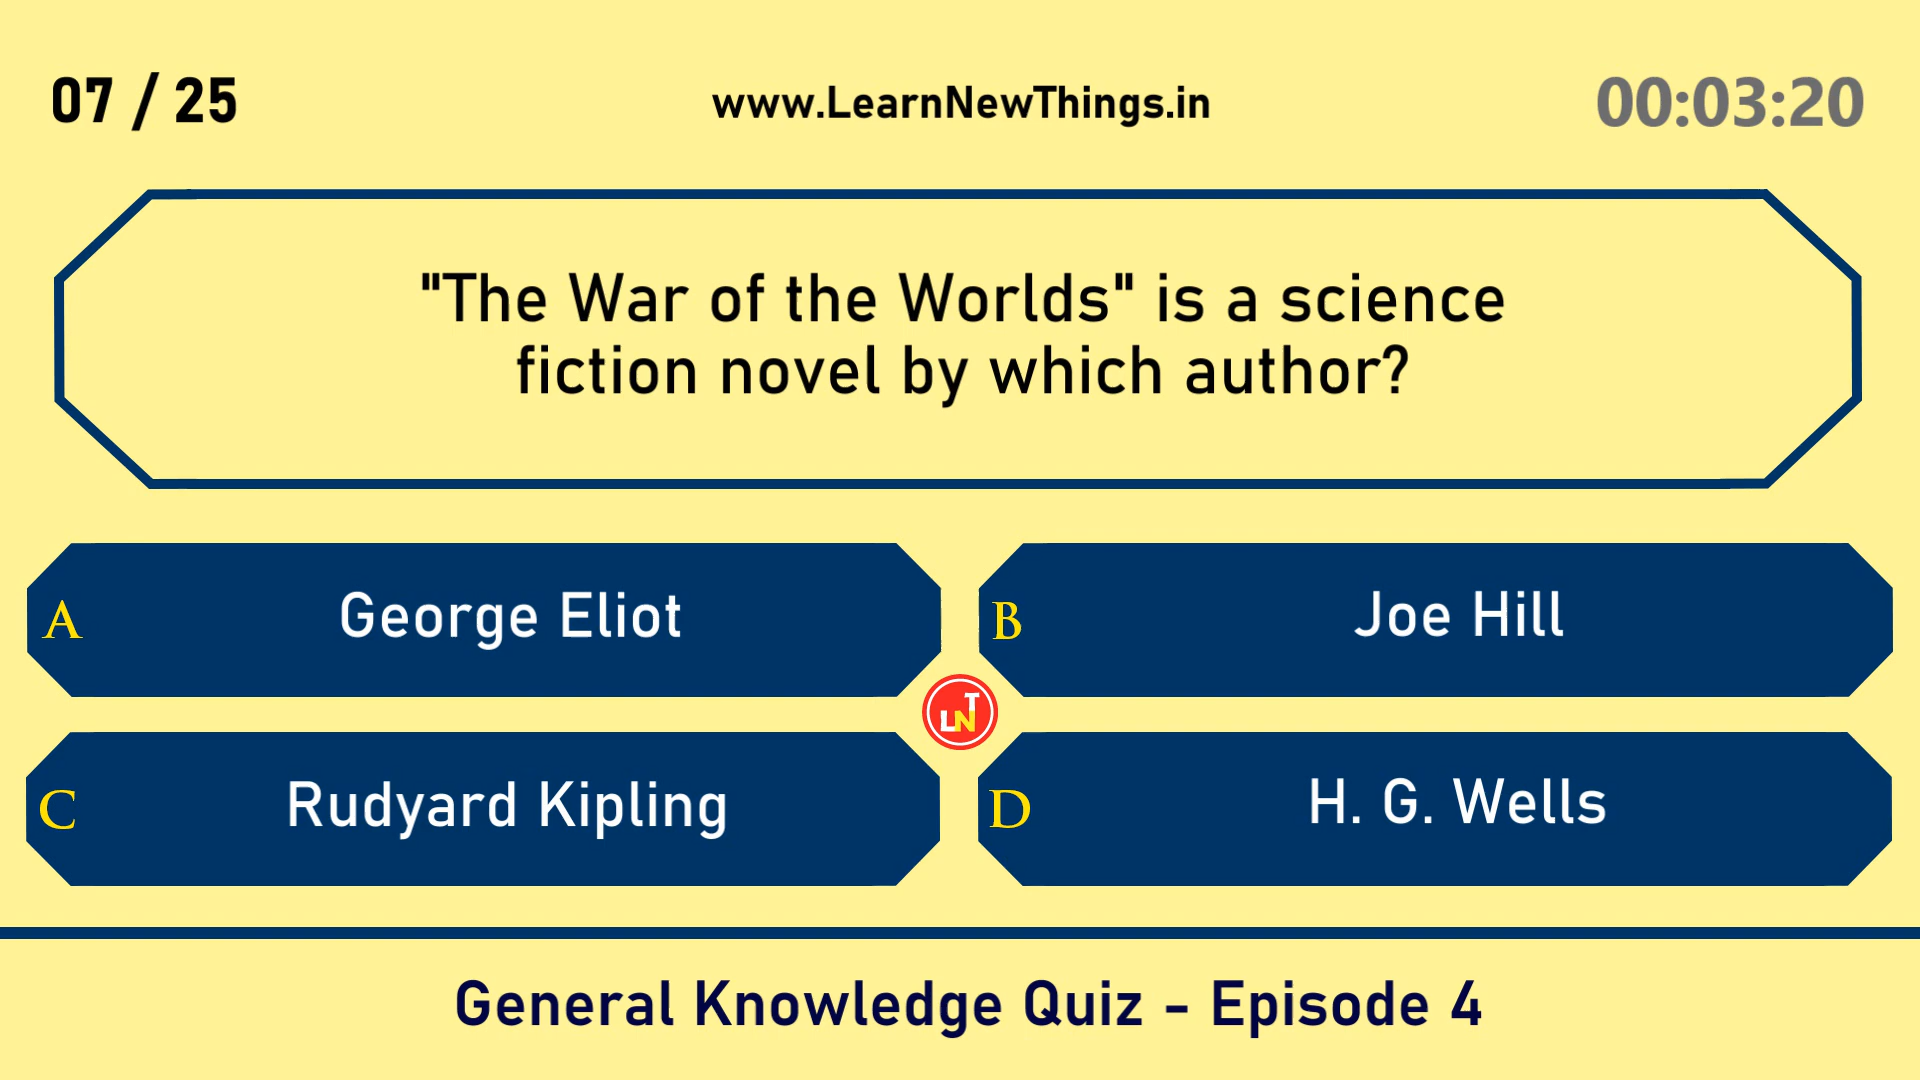 07 / 25
www.LearnNewThings.in
00:03:20
"The War of the Worlds" is a science
fiction novel by which author?
A George Eliot
B Joe Hill
LNT
C Rudyard Kipling
D H. G. Wells
General Knowledge Quiz - Episode 4